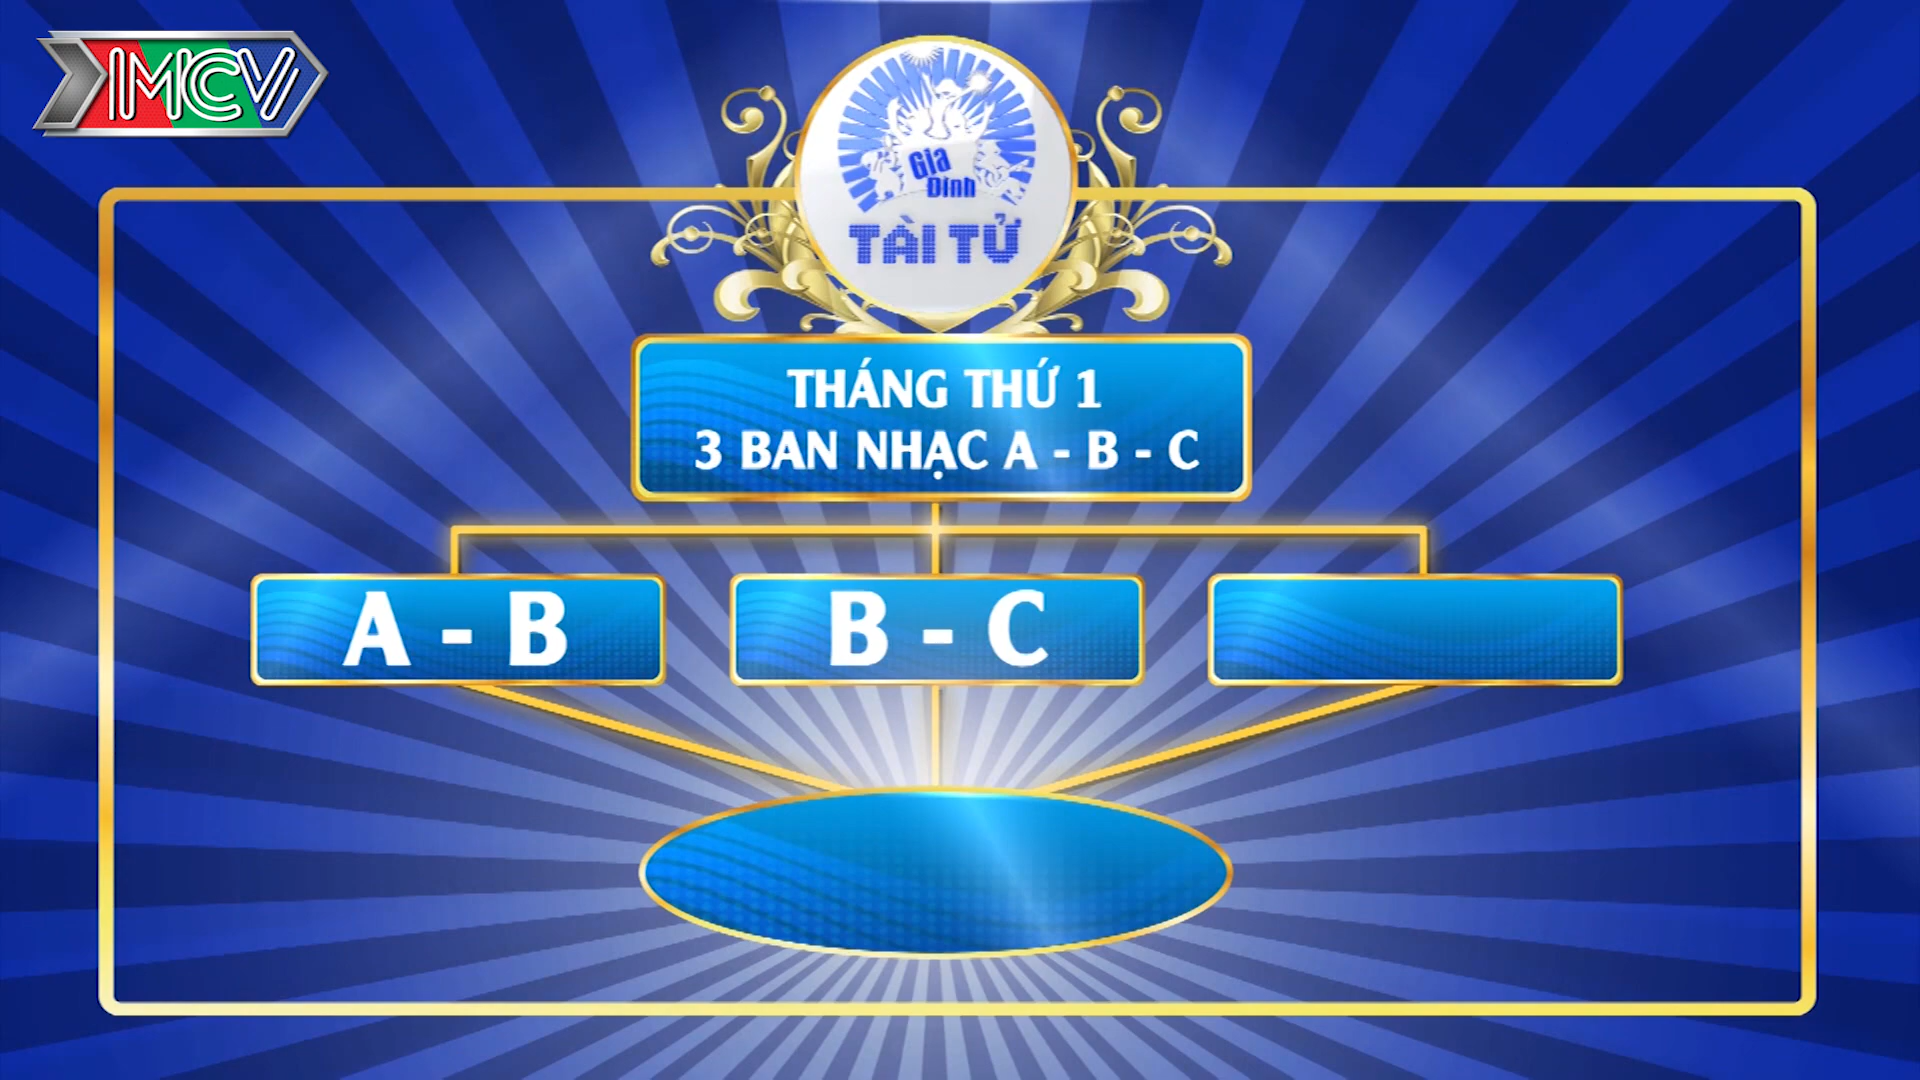 MCV
Gia
Đình
TÀI TỬ
THÁNG THỨ 1
3 BAN NHẠC A - B - C
A - B
B - C